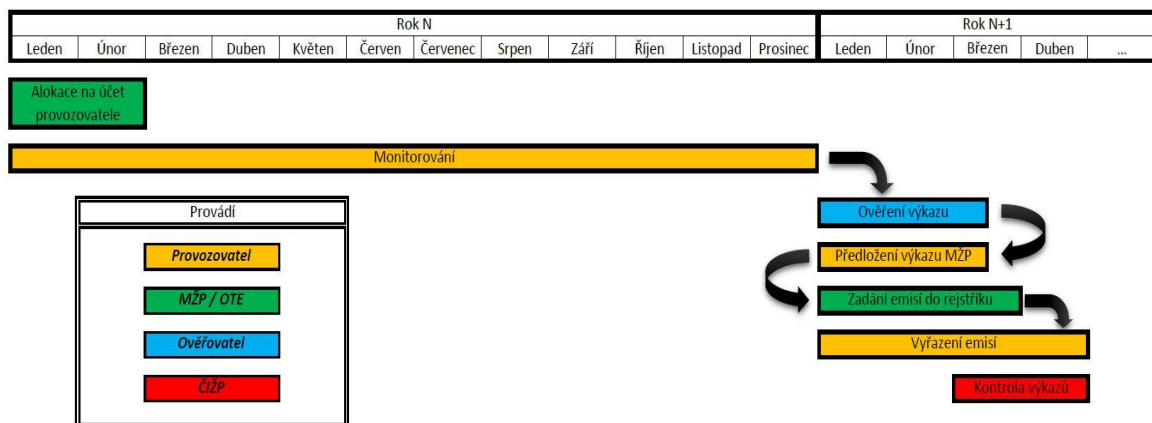 Rok N Rok N+1
Leden Únor Březen Duben Květen Červen Červenec Srpen Září Říjen Listopad Prosinec Leden Únor Březen Duben ...
Alokace na účet
provozovatele
Monitorování
Provádí
Provozovatel
MŽP / OTE
Ověřovatel
ČIŽP
Ověření výkazu
Předložení výkazu MŽP
Zadání emisí do rejstříku
Vyřazení emisí
Kontrola výkazů